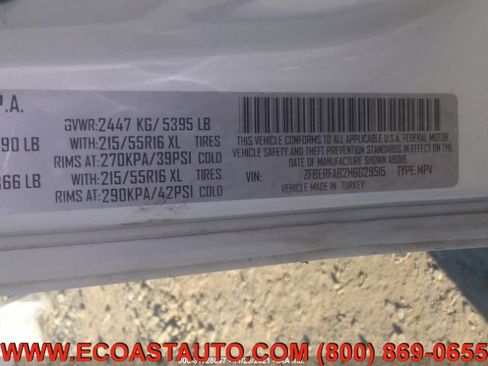 P.A.
GVWR: 2447 KG/ 5395 LB
90 LB WITH: 215/55R16 XL TIRES
RIMS AT: 270KPA/39PSI COLD
66 LB WITH: 215/55R16 XL TIRES
RIMS AT: 290KPA/42PSI COLD
THIS VEHICLE CONFORMS TO ALL APPLICABLE U.S.A. FEDERAL MOTOR
VEHICLE SAFETY, BUMPER, AND THEFT PREVENTION STANDARDS IN
EFFECT ON THE DATE OF MANUFACTURE SHOWN ABOVE.
VIN: ZFBERFAB2H6G29515 TYPE: MPV
MADE IN: TURKEY
WWW.ECOASTAUTO.COM (800) 869-0655